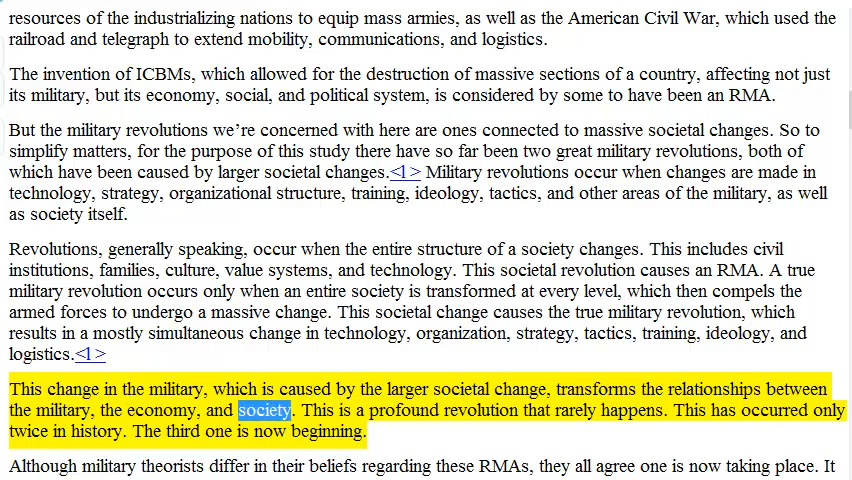 resources of the industrializing nations to equip mass armies, as well as the American Civil War, which used the
railroad and telegraph to extend mobility, communications, and logistics.
The invention of ICBMs, which allowed for the destruction of massive sections of a country, affecting not just
its military, but its economy, social, and political system, is considered by some to have been an RMA.
But the military revolutions we’re concerned with here are ones connected to massive societal changes. So to
simplify matters, for the purpose of this study there have so far been two great military revolutions, both of
which have been caused by larger societal changes.<1> Military revolutions occur when changes are made in
technology, strategy, organizational structure, training, ideology, tactics, and other areas of the military, as well
as society itself.
Revolutions, generally speaking, occur when the entire structure of a society changes. This includes civil
institutions, families, culture, value systems, and technology. This societal revolution causes an RMA. A true
military revolution occurs only when an entire society is transformed at every level, which then compels the
armed forces to undergo a massive change. This societal change causes the true military revolution, which
results in a mostly simultaneous change in technology, organization, strategy, tactics, training, ideology, and
logistics.<1>
This change in the military, which is caused by the larger societal change, transforms the relationships between
the military, the economy, and society. This is a profound revolution that rarely happens. This has occurred only
twice in history. The third one is now beginning.
Although military theorists differ in their beliefs regarding these RMAs, they all agree one is now taking place. It